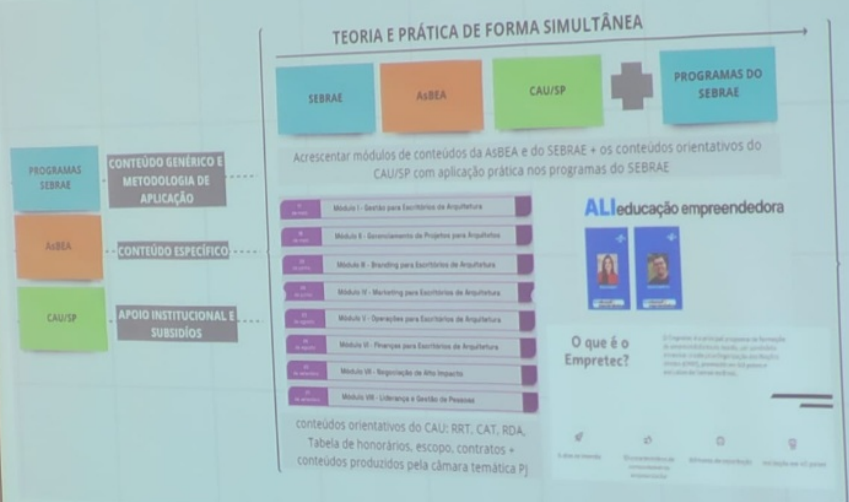 TEORIA E PRÁTICA DE FORMA SIMULTÂNEA
SEBRAE
AsBEA
CAU/SP
PROGRAMAS DO
SEBRAE
Acrescentar módulos de conteúdos da AsBEA e do SEBRAE + os conteúdos orientativos do
CAU/SP com aplicação prática nos programas do SEBRAE
PROGRAMAS
SEBRAE
CONTEÚDO GENÉRICO E
METODOLOGIA DE
APLICAÇÃO
AsBEA
CONTEÚDO ESPECÍFICO
CAU/SP
APOIO INSTITUCIONAL E
SUBSÍDIOS
Módulo I - Gestão para Escritórios de Arquitetura
Módulo II - Gerenciamento de Projetos para Arquitetos
Módulo III - Branding para Escritórios de Arquitetura
Módulo IV - Marketing para Escritórios de Arquitetura
Módulo V - Operações para Escritórios de Arquitetura
Módulo VI - Finanças para Escritórios de Arquitetura
Módulo VII - Negociação de Alto Impacto
Módulo VIII - Liderança e Gestão de Pessoas
conteúdos orientativos do CAU: RRT, CAT, RDA,
Tabela de honorários, escopo, contratos +
conteúdos produzidos pela câmara temática PJ
ALI educação empreendedora
O que é o
Empretec?